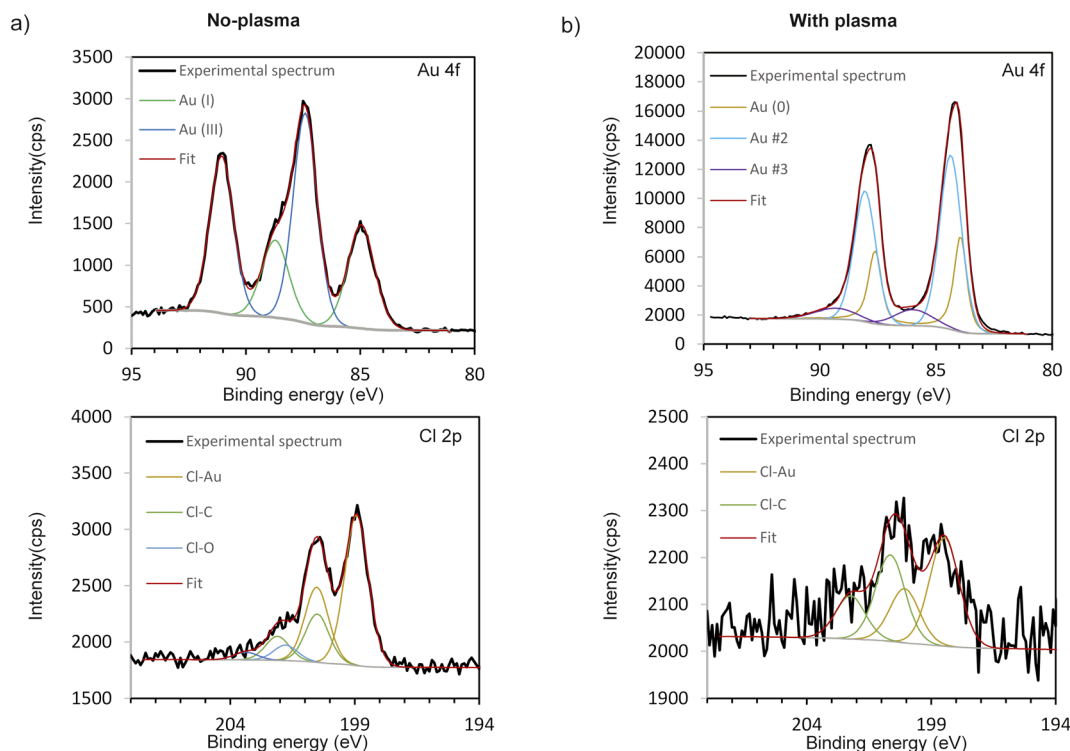 a)
No-plasma
Au 4f
Experimental spectrum
Au (I)
Au (III)
Fit
Intensity(cps)
3500
3000
2500
2000
1500
1000
500
0
95 90 85 80
Binding energy (eV)
Cl 2p
Experimental spectrum
Cl-Au
Cl-C
Cl-O
Fit
Intensity(cps)
4000
3500
3000
2500
2000
1500
204 199 194
Binding energy (eV)
b)
With plasma
Au 4f
Experimental spectrum
Au (0)
Au #2
Au #3
Fit
Intensity(cps)
20000
18000
16000
14000
12000
10000
8000
6000
4000
2000
0
95 90 85 80
Binding energy (eV)
Cl 2p
Experimental spectrum
Cl-Au
Cl-C
Fit
Intensity(cps)
2500
2400
2300
2200
2100
2000
1900
204 199 194
Binding energy (eV)